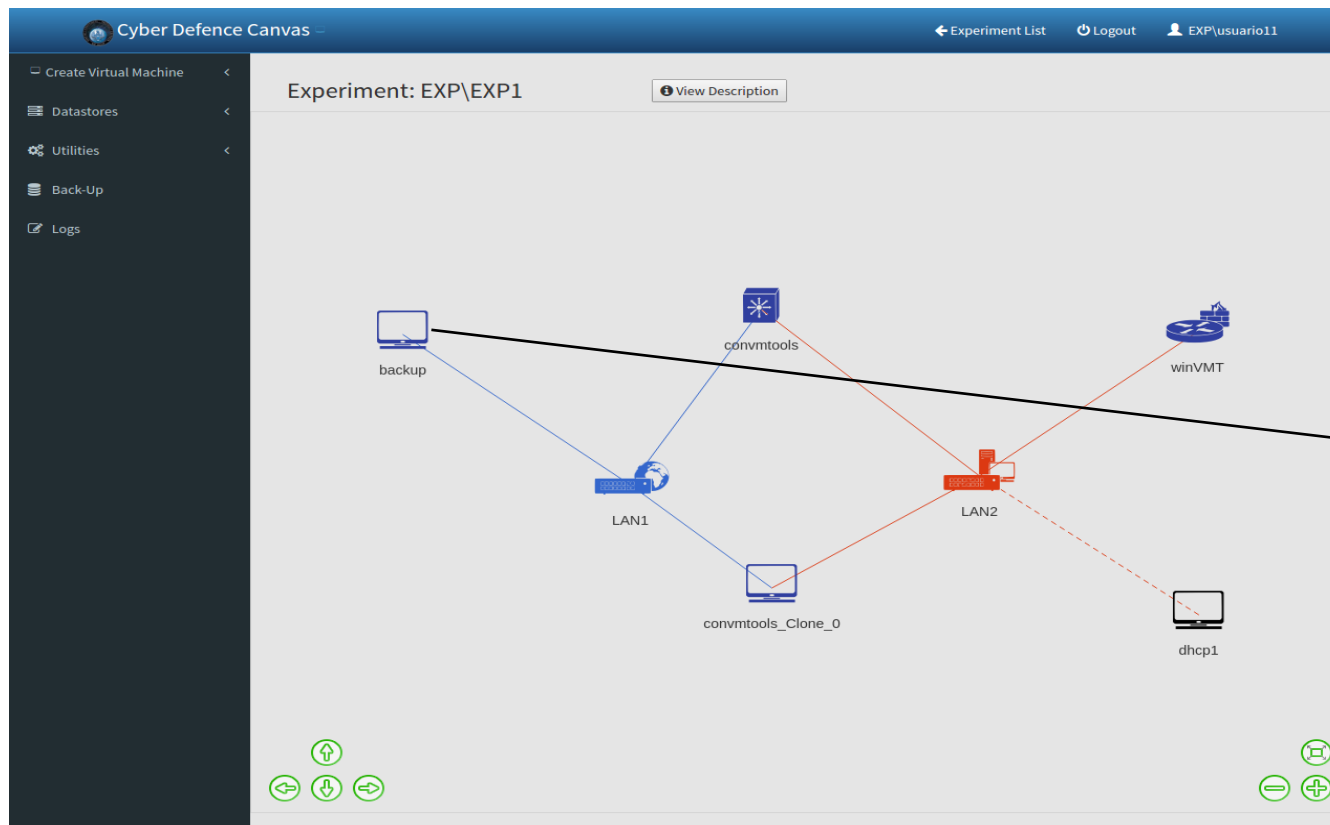 Cyber Defence Canvas
Experiment List
Logout
EXP\usuario11
Create Virtual Machine
Datastores
Utilities
Back-Up
Logs
Experiment: EXP\EXP1
View Description
backup
convmtools
winVMT
LAN1
LAN2
convmtools_Clone_0
dhcp1